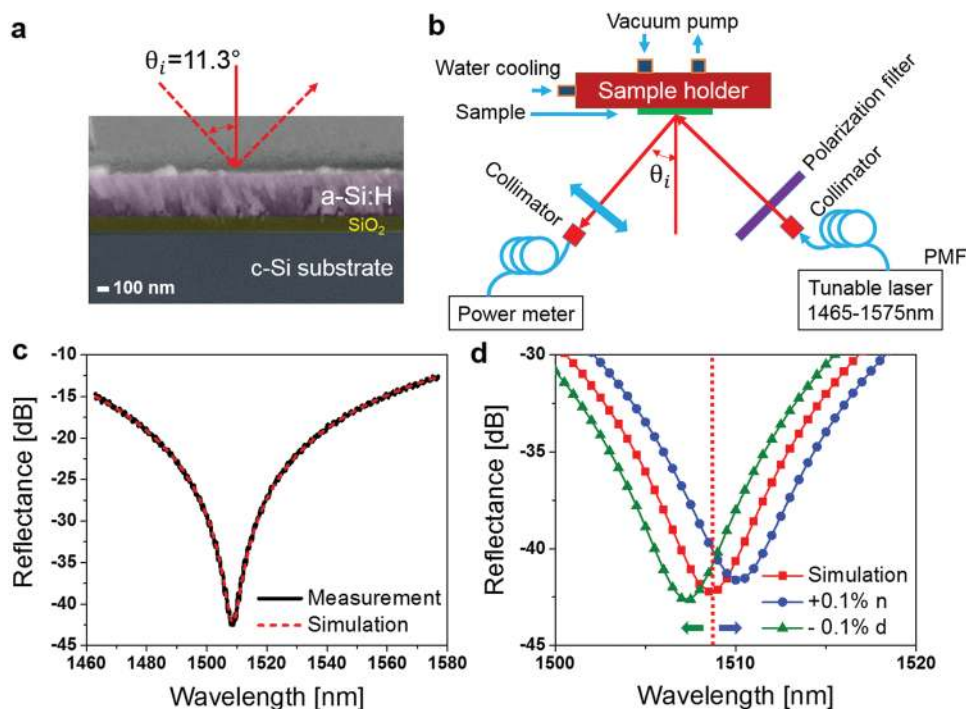 a
θi=11.3°
a-Si:H
SiO2
c-Si substrate
100 nm
b
Vacuum pump
Water cooling
Sample holder
Sample
Polarization filter
θi
Collimator
Collimator
PMF
Power meter
Tunable laser
1465-1575nm
c
-10
-15
-20
-25
-30
-35
-40
-45
Reflectance [dB]
Measurement
Simulation
1460 1480 1500 1520 1540 1560 1580
Wavelength [nm]
d
-30
-35
-40
-45
Reflectance [dB]
Simulation
+0.1% n
- 0.1% d
1500 1510 1520
Wavelength [nm]